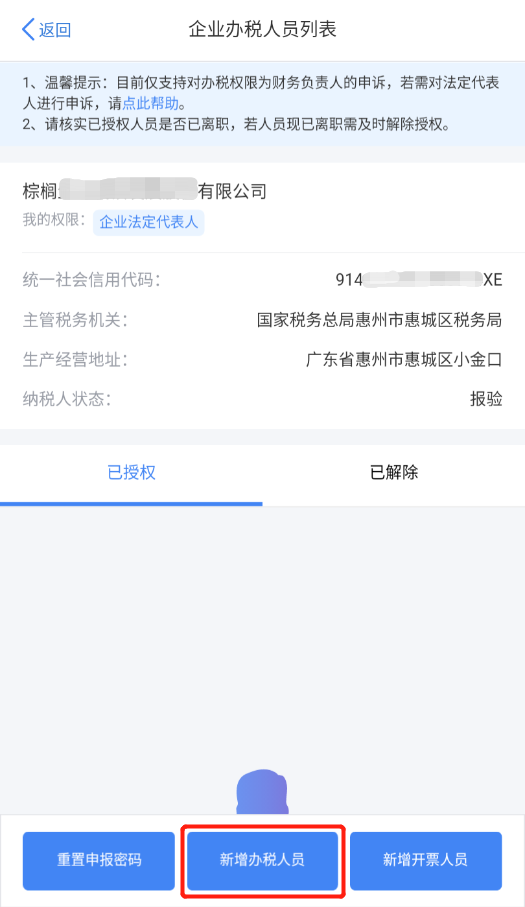 返回
企业办税人员列表
1、温馨提示：目前仅支持对办税权限为财务负责人的申诉，若需对法定代表
人进行申诉，请点此帮助。
2、请核实已授权人员是否已离职，若人员现已离职需及时解除授权。
棕榈 有限公司
我的权限： 企业法定代表人
统一社会信用代码： 914 XE
主管税务机关： 国家税务总局惠州市惠城区税务局
生产经营地址： 广东省惠州市惠城区小金口
纳税人状态： 报验
已授权 已解除
重置申报密码 新增办税人员 新增开票人员